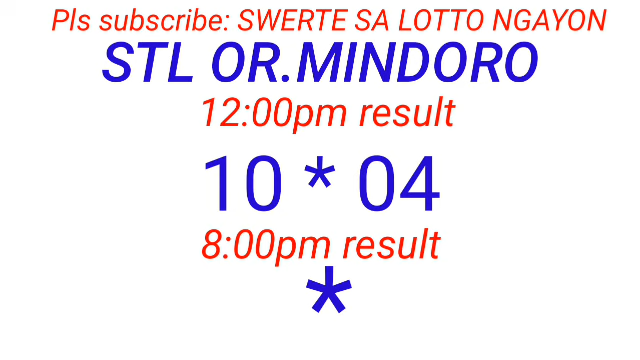 Pls subscribe: SWERTE SA LOTTO NGAYON
STL OR.MINDORO
12:00pm result
10 * 04
8:00pm result
*